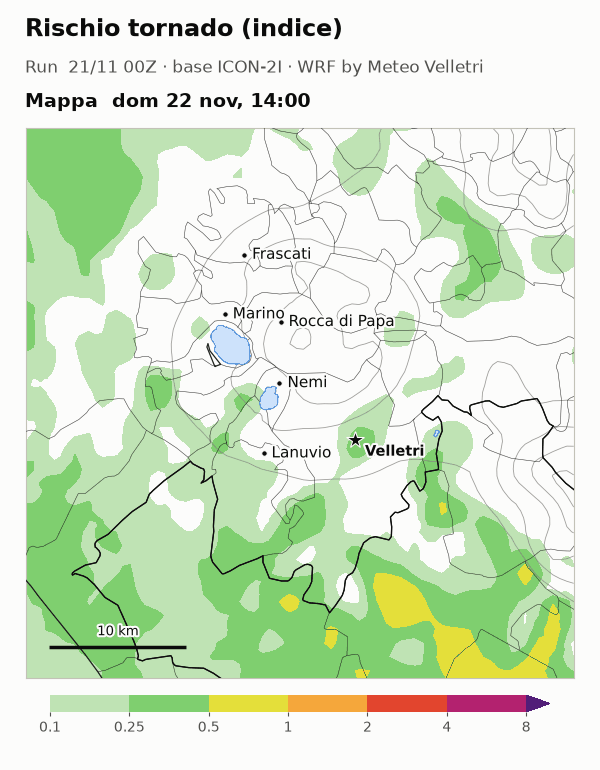 Rischio tornado (indice)
Run  21/11 00Z · base ICON-2I · WRF by Meteo Velletri
Mappa  dom 22 nov, 14:00
Frascati
Marino
Rocca di Papa
Nemi
Velletri
Lanuvio
10 km
0.1 0.25 0.5 1 2 4 8